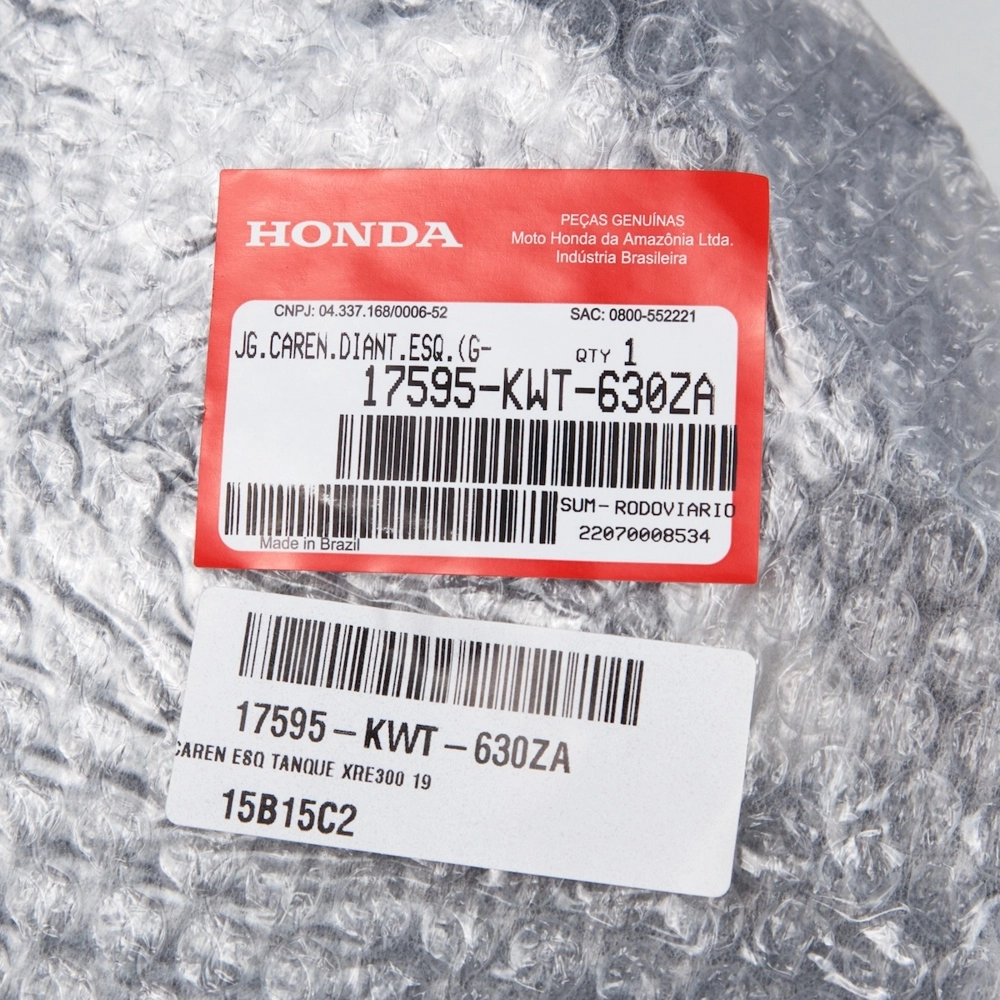 HONDA
PEÇAS GENUÍNAS
Moto Honda da Amazônia Ltda.
Indústria Brasileira
CNPJ: 04.337.168/0006-52
SAC: 0800-552221
JG.CAREN.DIANT.ESQ.(G-
QTY 1
17595-KWT-630ZA
SUM-RODOVIARIO
22070008534
Made in Brazil
17595-KWT-630ZA
CAREN ESQ TANQUE XRE300 19
15B15C2